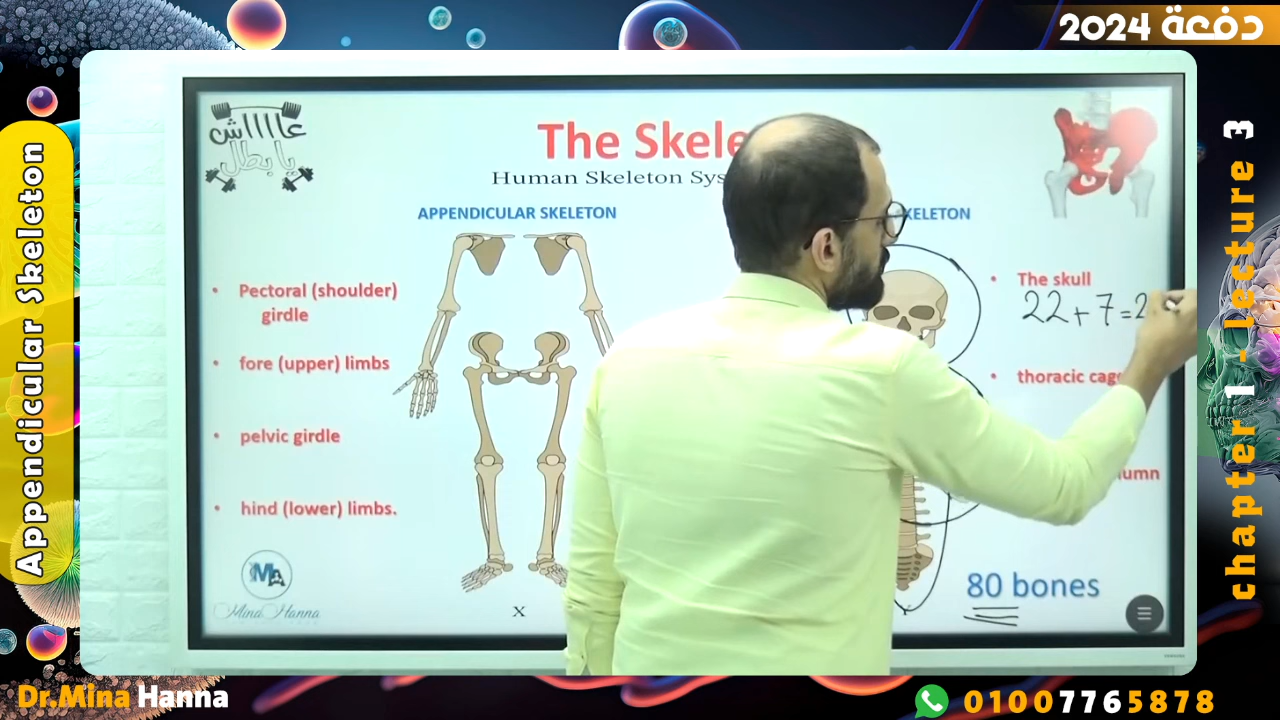 دفعة 2024
Appendicular Skeleton
chapter 1 - lecture 3
عااااش
يا بطل
The Skele
Human Skeleton Sys
APPENDICULAR SKELETON
KELETON
• Pectoral (shoulder)
girdle
• fore (upper) limbs
• pelvic girdle
• hind (lower) limbs.
• The skull
22 + 7 = 2
• thoracic cag
umn
80 bones
MA
Mina Hanna
X
Dr.Mina Hanna
01007765878